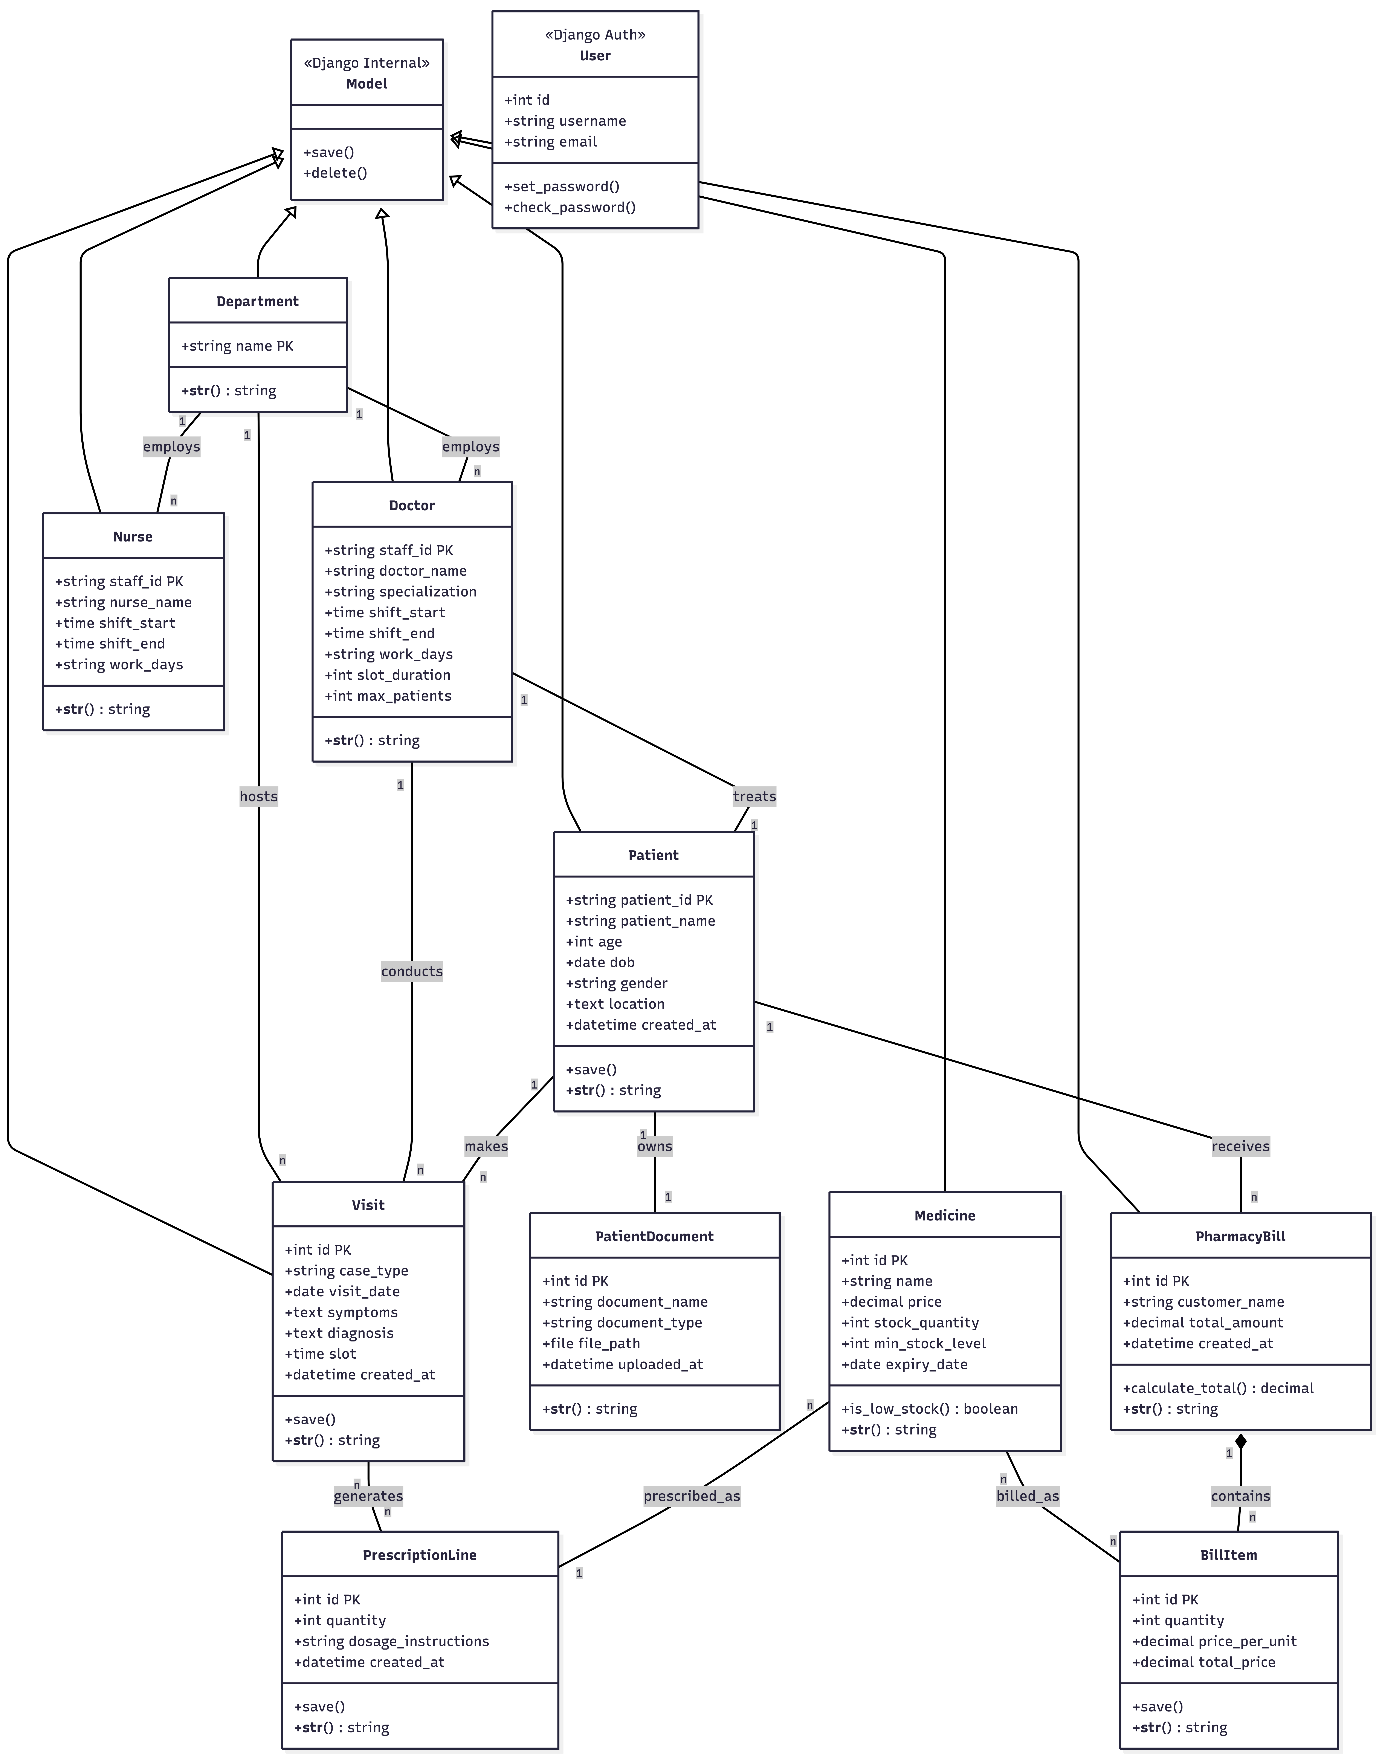 «Django Internal»
Model
+save()
+delete()
«Django Auth»
User
+int id
+string username
+string email
+set_password()
+check_password()
Department
+string name PK
+str() : string
1
1
1
employs
n
employs
n
Nurse
+string staff_id PK
+string nurse_name
+time shift_start
+time shift_end
+string work_days
+str() : string
Doctor
+string staff_id PK
+string doctor_name
+string specialization
+time shift_start
+time shift_end
+string work_days
+int slot_duration
+int max_patients
+str() : string
1
1
hosts
treats
1
conducts
Patient
+string patient_id PK
+string patient_name
+int age
+date dob
+string gender
+text location
+datetime created_at
+save()
+str() : string
1
1
1
makes
owns
receives
n
n
n
1
n
Visit
+int id PK
+string case_type
+date visit_date
+text symptoms
+text diagnosis
+time slot
+datetime created_at
+save()
+str() : string
PatientDocument
+int id PK
+string document_name
+string document_type
+file file_path
+datetime uploaded_at
+str() : string
Medicine
+int id PK
+string name
+decimal price
+int stock_quantity
+int min_stock_level
+date expiry_date
+is_low_stock() : boolean
+str() : string
PharmacyBill
+int id PK
+string customer_name
+decimal total_amount
+datetime created_at
+calculate_total() : decimal
+str() : string
n
generates
n
n
prescribed_as
1
n
billed_as
n
1
contains
n
PrescriptionLine
+int id PK
+int quantity
+string dosage_instructions
+datetime created_at
+save()
+str() : string
BillItem
+int id PK
+int quantity
+decimal price_per_unit
+decimal total_price
+save()
+str() : string